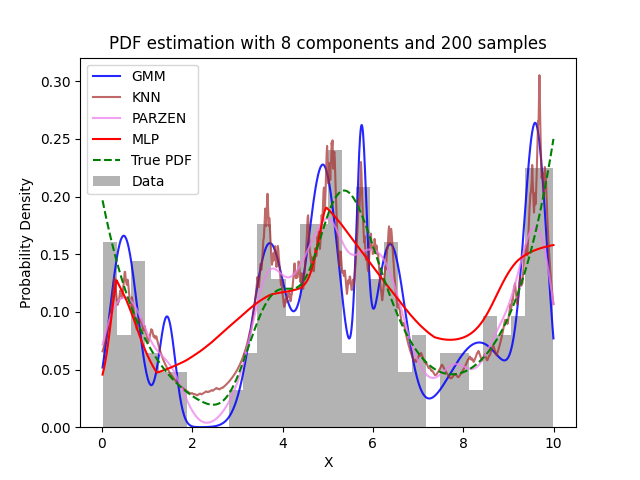 PDF estimation with 8 components and 200 samples
GMM
KNN
PARZEN
MLP
True PDF
Data
Probability Density
0.30
0.25
0.20
0.15
0.10
0.05
0.00
0 2 4 6 8 10
X